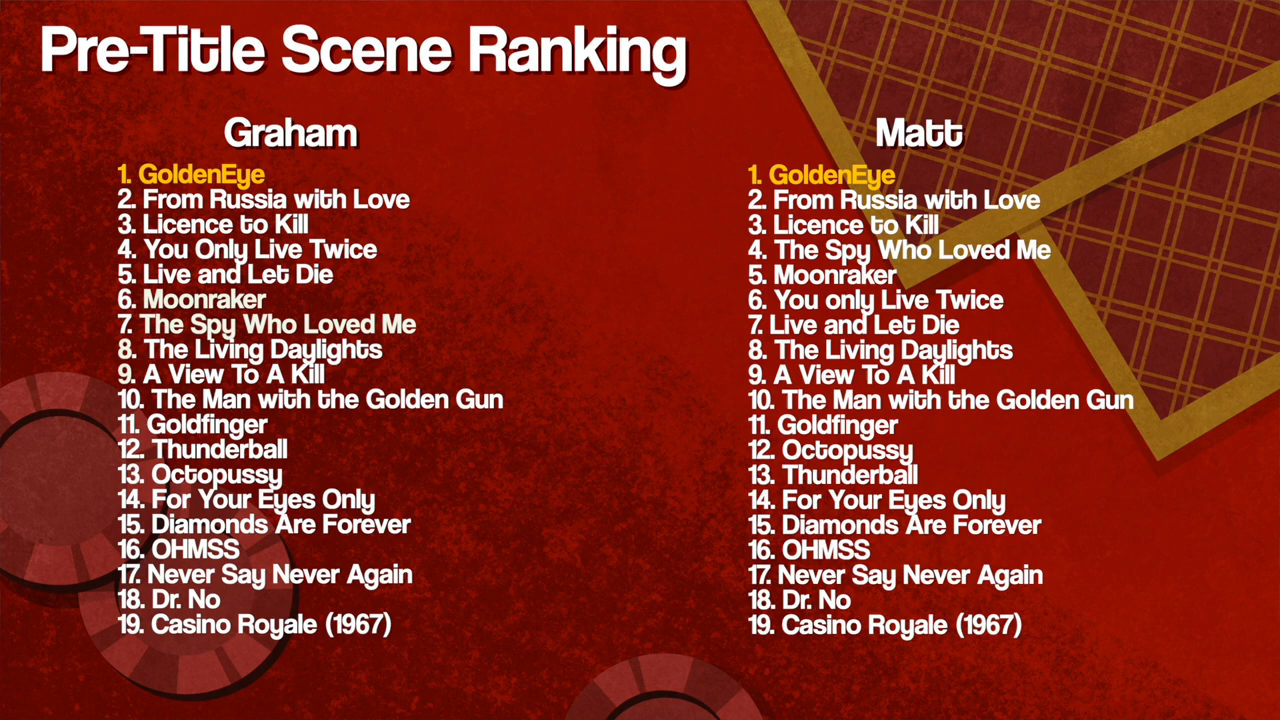 Pre-Title Scene Ranking
Graham
1. GoldenEye
2. From Russia with Love
3. Licence to Kill
4. You Only Live Twice
5. Live and Let Die
6. Moonraker
7. The Spy Who Loved Me
8. The Living Daylights
9. A View To A Kill
10. The Man with the Golden Gun
11. Goldfinger
12. Thunderball
13. Octopussy
14. For Your Eyes Only
15. Diamonds Are Forever
16. OHMSS
17. Never Say Never Again
18. Dr. No
19. Casino Royale (1967)
Matt
1. GoldenEye
2. From Russia with Love
3. Licence to Kill
4. The Spy Who Loved Me
5. Moonraker
6. You only Live Twice
7. Live and Let Die
8. The Living Daylights
9. A View To A Kill
10. The Man with the Golden Gun
11. Goldfinger
12. Octopussy
13. Thunderball
14. For Your Eyes Only
15. Diamonds Are Forever
16. OHMSS
17. Never Say Never Again
18. Dr. No
19. Casino Royale (1967)